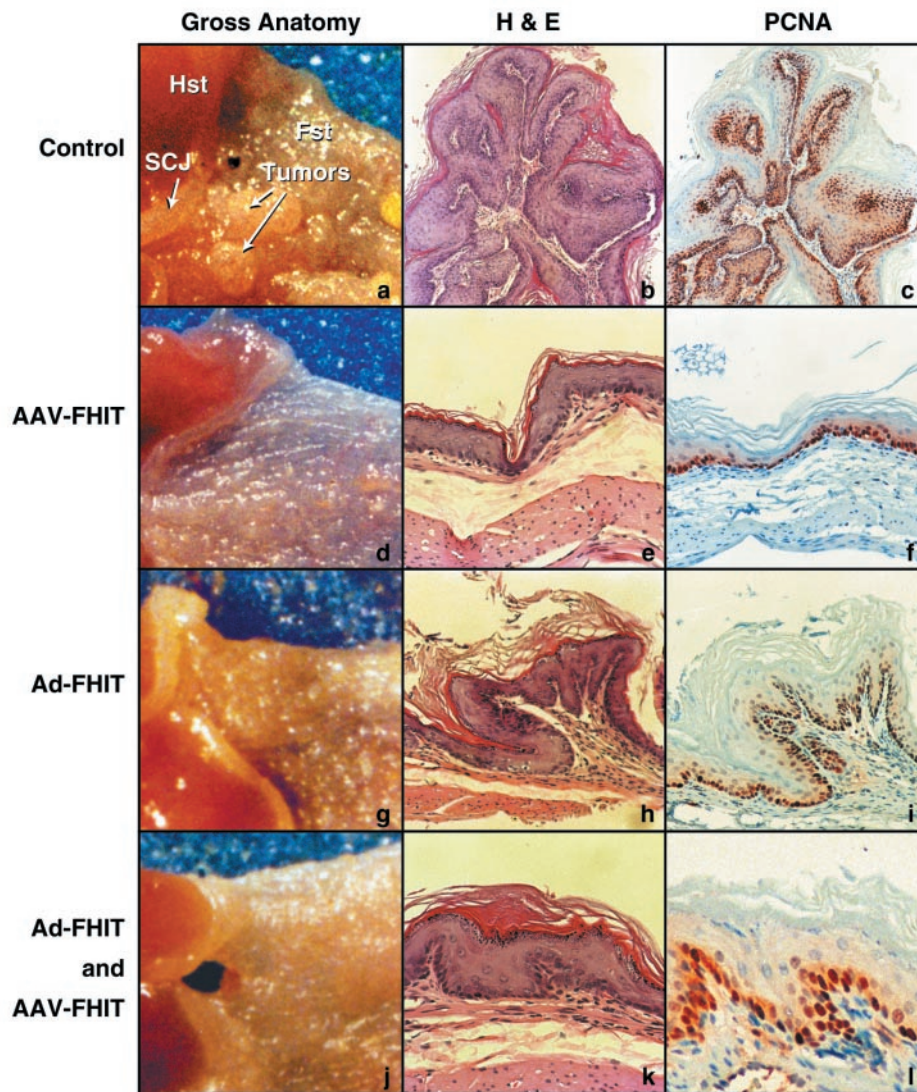 Gross Anatomy
H & E
PCNA
Control
Hst
Fst
SCJ
Tumors
a
b
c
AAV-FHIT
d
e
f
Ad-FHIT
g
h
i
Ad-FHIT
and
AAV-FHIT
j
k
l